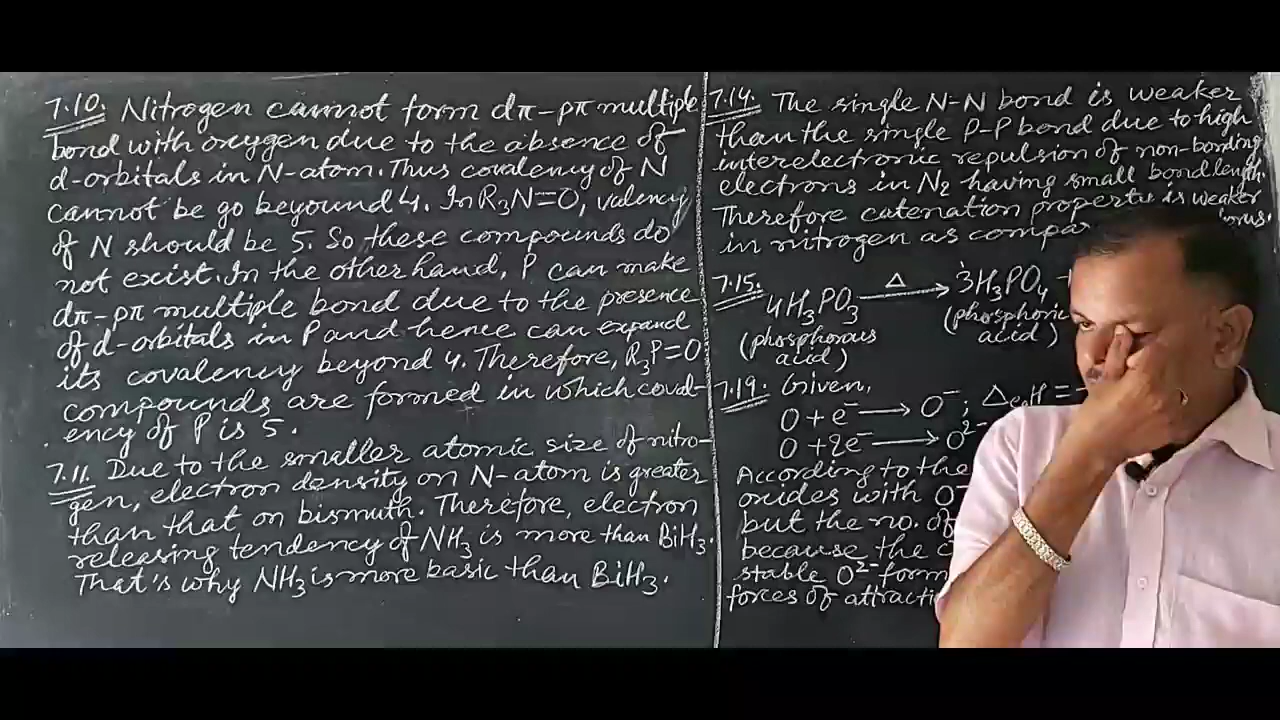 7.10. Nitrogen cannot form dπ-pπ multiple
bond with oxygen due to the absence of
d-orbitals in N-atom. Thus covalency of N
cannot be go beyound 4. In R₃N=O, valency
of N should be 5. So these compounds do
not exist. In the other hand, P can make
dπ-pπ multiple bond due to the presence
of d-orbitals in P and hence can expand
its covalency beyond 4. Therefore, R₃P=O
compounds are formed in which coval-
ency of P is 5.
7.11. Due to the smaller atomic size of nitro-
gen, electron density on N-atom is greater
than that on bismuth. Therefore, electron
releasing tendency of NH₃ is more than BiH₃.
That's why NH₃ is more basic than BiH₃.
7.14. The single N-N bond is weaker
than the single P-P bond due to high
interelectronic repulsion of non-bonding
electrons in N₂ having small bond length.
Therefore catenation property is weaker
in nitrogen as compa
7.15. 4H₃PO₃ —Δ→ 3H₃PO₄ +
(phosphorous (phosphoric
acid) acid)
7.19. Given,
O + e⁻ → O⁻; ΔegH =
O + 2e⁻ → O²⁻
According to the
oxides with O
but the no. of
because the
stable O²⁻ form
forces of attracti